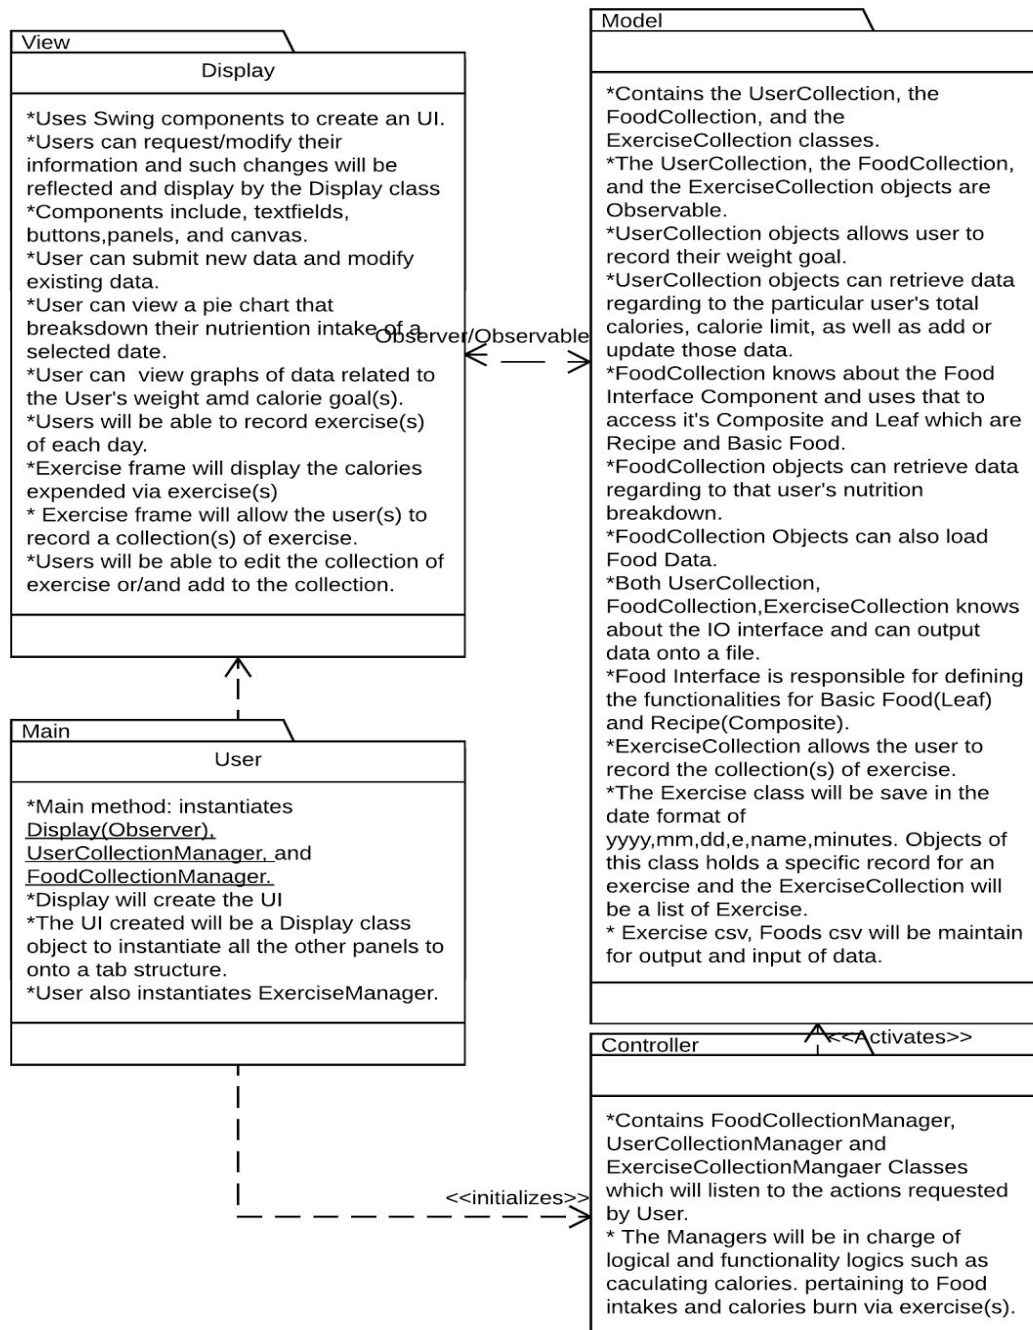 View
Display
*Uses Swing components to create an UI.
*Users can request/modify their
information and such changes will be
reflected and display by the Display class
*Components include, textfields,
buttons,panels, and canvas.
*User can submit new data and modify
existing data.
*User can view a pie chart that
breaksdown their nutriention intake of a
selected date.
*User can  view graphs of data related to
the User's weight amd calorie goal(s).
*Users will be able to record exercise(s)
of each day.
*Exercise frame will display the calories
expended via exercise(s)
* Exercise frame will allow the user(s) to
record a collection(s) of exercise.
*Users will be able to edit the collection of
exercise or/and add to the collection.
Observer/Observable
Model
*Contains the UserCollection, the
FoodCollection, and the
ExerciseCollection classes.
*The UserCollection, the FoodCollection,
and the ExerciseCollection objects are
Observable.
*UserCollection objects allows user to
record their weight goal.
*UserCollection objects can retrieve data
regarding to the particular user's total
calories, calorie limit, as well as add or
update those data.
*FoodCollection knows about the Food
Interface Component and uses that to
access it's Composite and Leaf which are
Recipe and Basic Food.
*FoodCollection objects can retrieve data
regarding to that user's nutrition
breakdown.
*FoodCollection Objects can also load
Food Data.
*Both UserCollection,
FoodCollection,ExerciseCollection knows
about the IO interface and can output
data onto a file.
*Food Interface is responsible for defining
the functionalities for Basic Food(Leaf)
and Recipe(Composite).
*ExerciseCollection allows the user to
record the collection(s) of exercise.
*The Exercise class will be save in the
date format of
yyyy,mm,dd,e,name,minutes. Objects of
this class holds a specific record for an
exercise and the ExerciseCollection will
be a list of Exercise.
* Exercise csv, Foods csv will be maintain
for output and input of data.
Main
User
*Main method: instantiates
Display(Observer),
UserCollectionManager, and
FoodCollectionManager.
*Display will create the UI
*The UI created will be a Display class
object to instantiate all the other panels to
onto a tab structure.
*User also instantiates ExerciseManager.
<<initializes>>
<<Activates>>
Controller
*Contains FoodCollectionManager,
UserCollectionManager and
ExerciseCollectionMangaer Classes
which will listen to the actions requested
by User.
* The Managers will be in charge of
logical and functionality logics such as
caculating calories. pertaining to Food
intakes and calories burn via exercise(s).